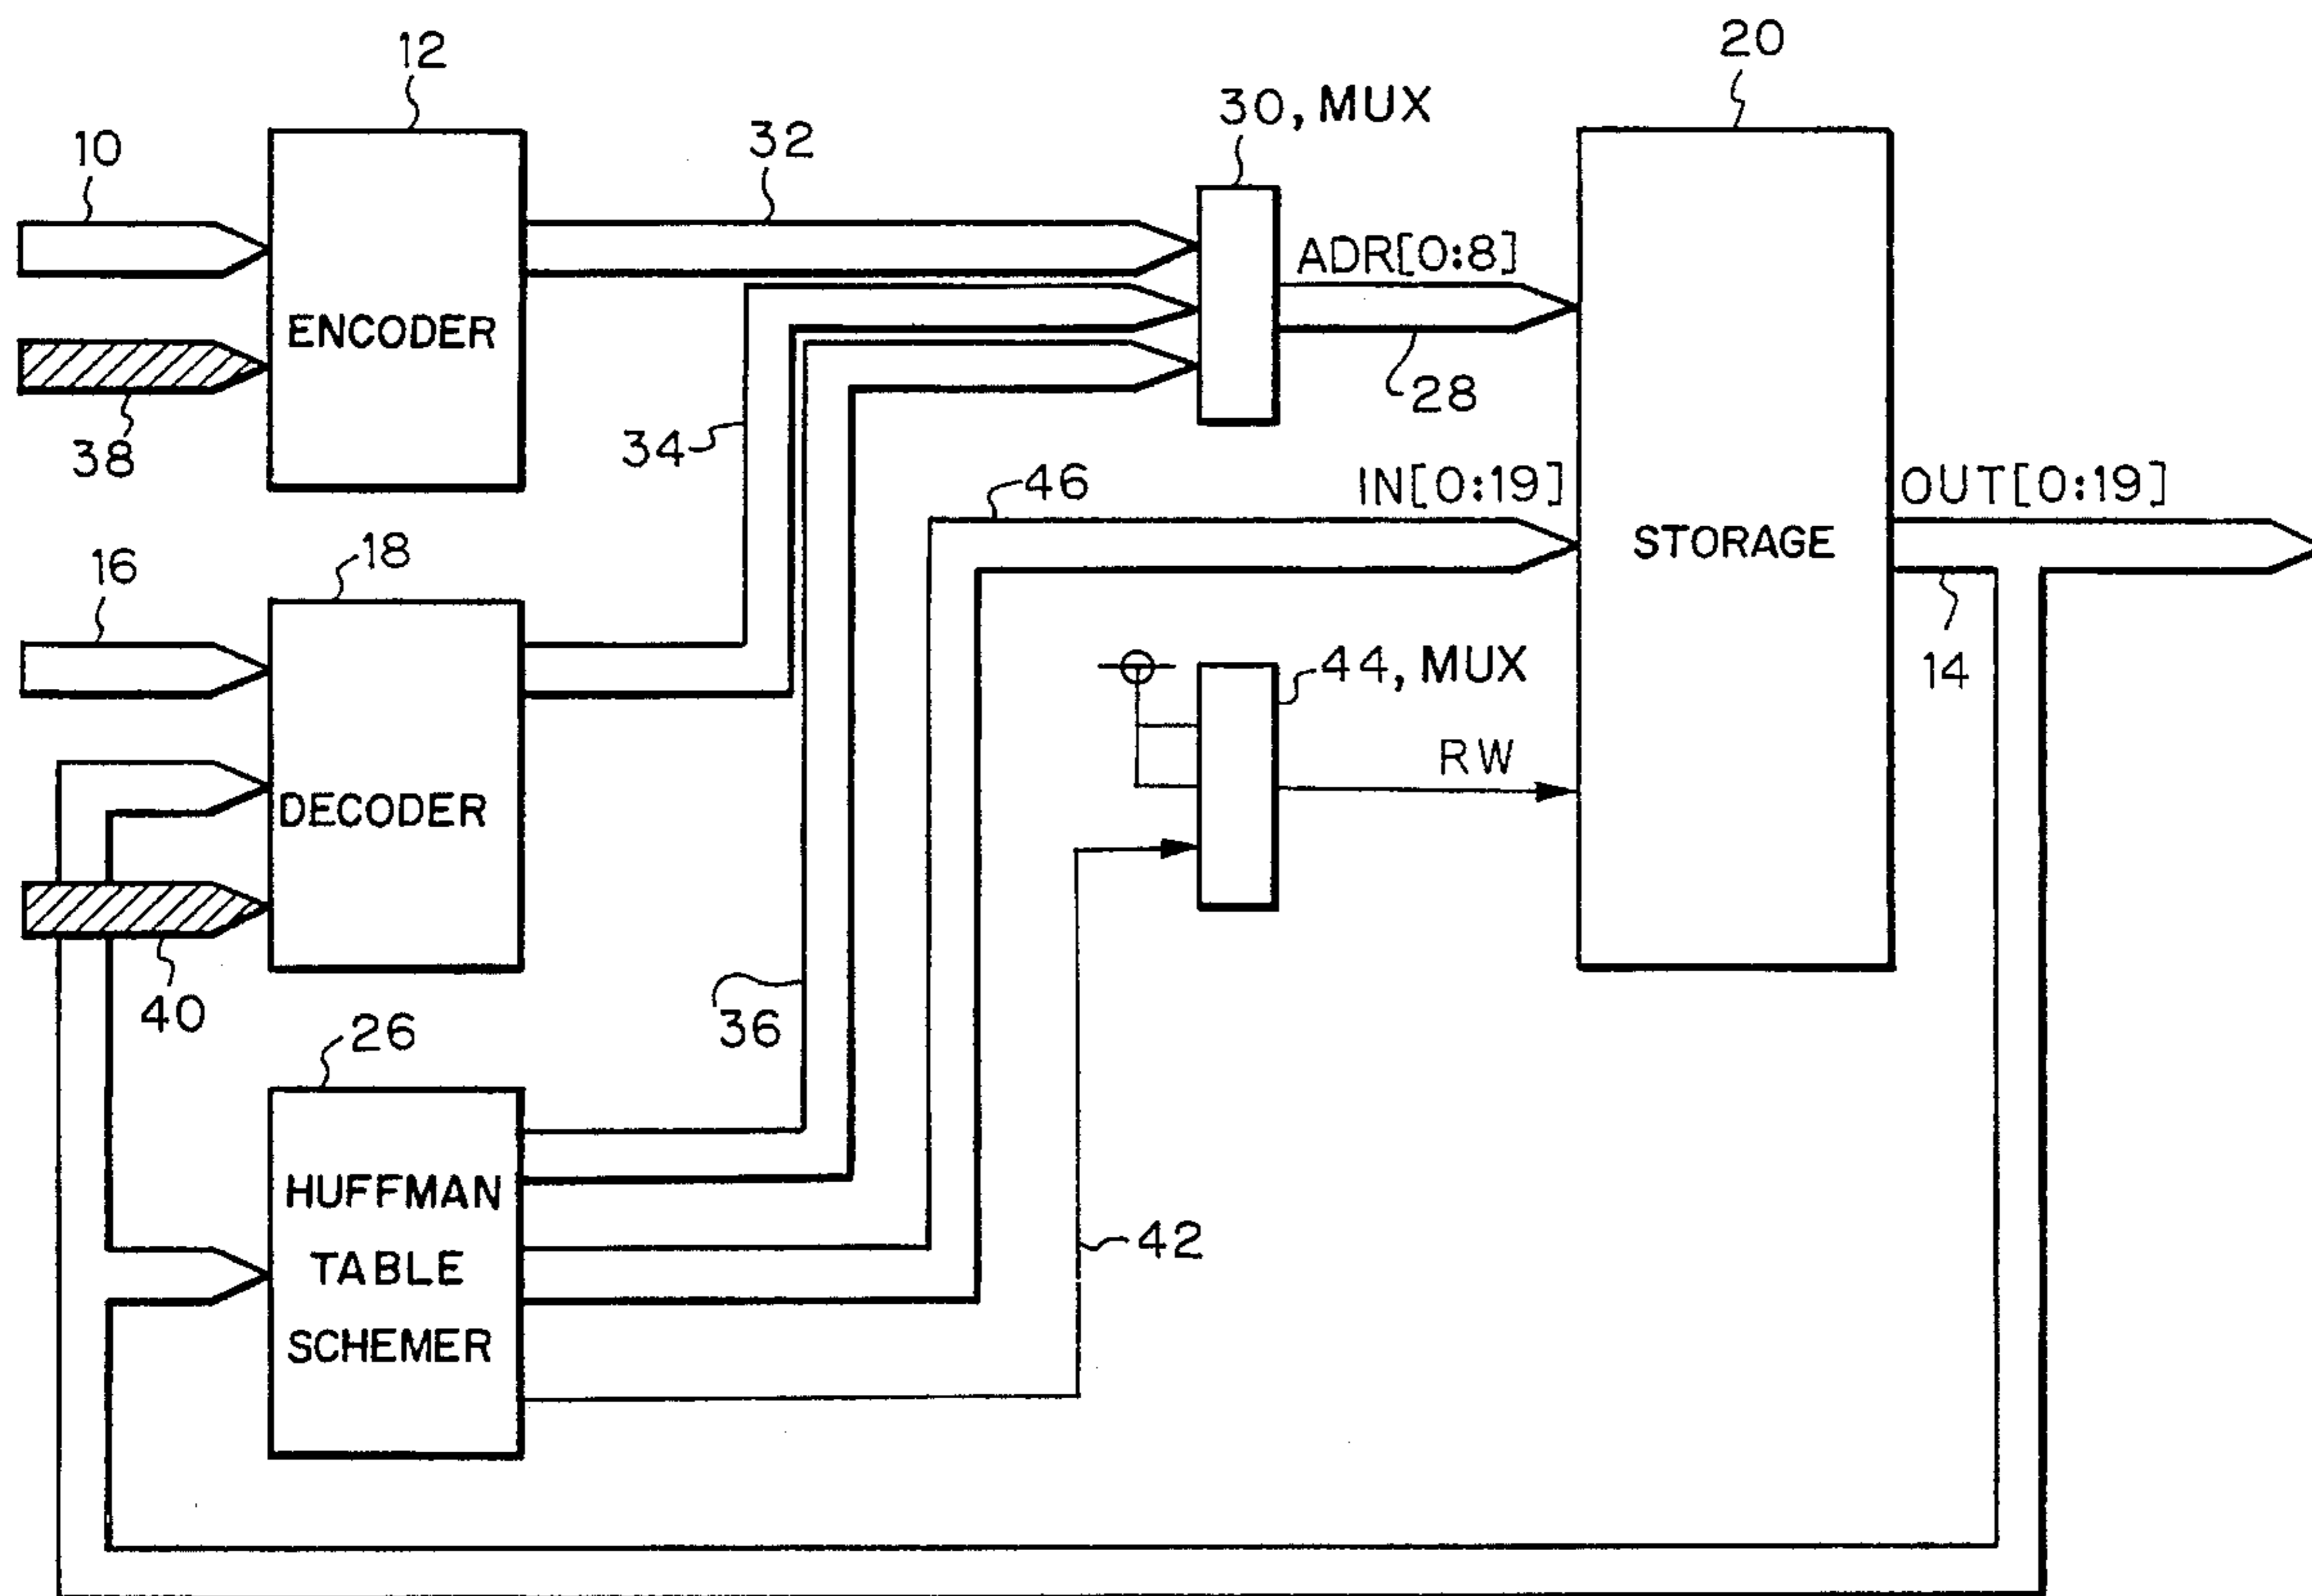 12
20
30, MUX
10
32
ADR[0:8]
ENCODER
28
38
34
46
IN[0:19]
OUT[0:19]
STORAGE
16
18
44, MUX
14
RW
DECODER
40
36
26
HUFFMAN
TABLE
SCHEMER
42